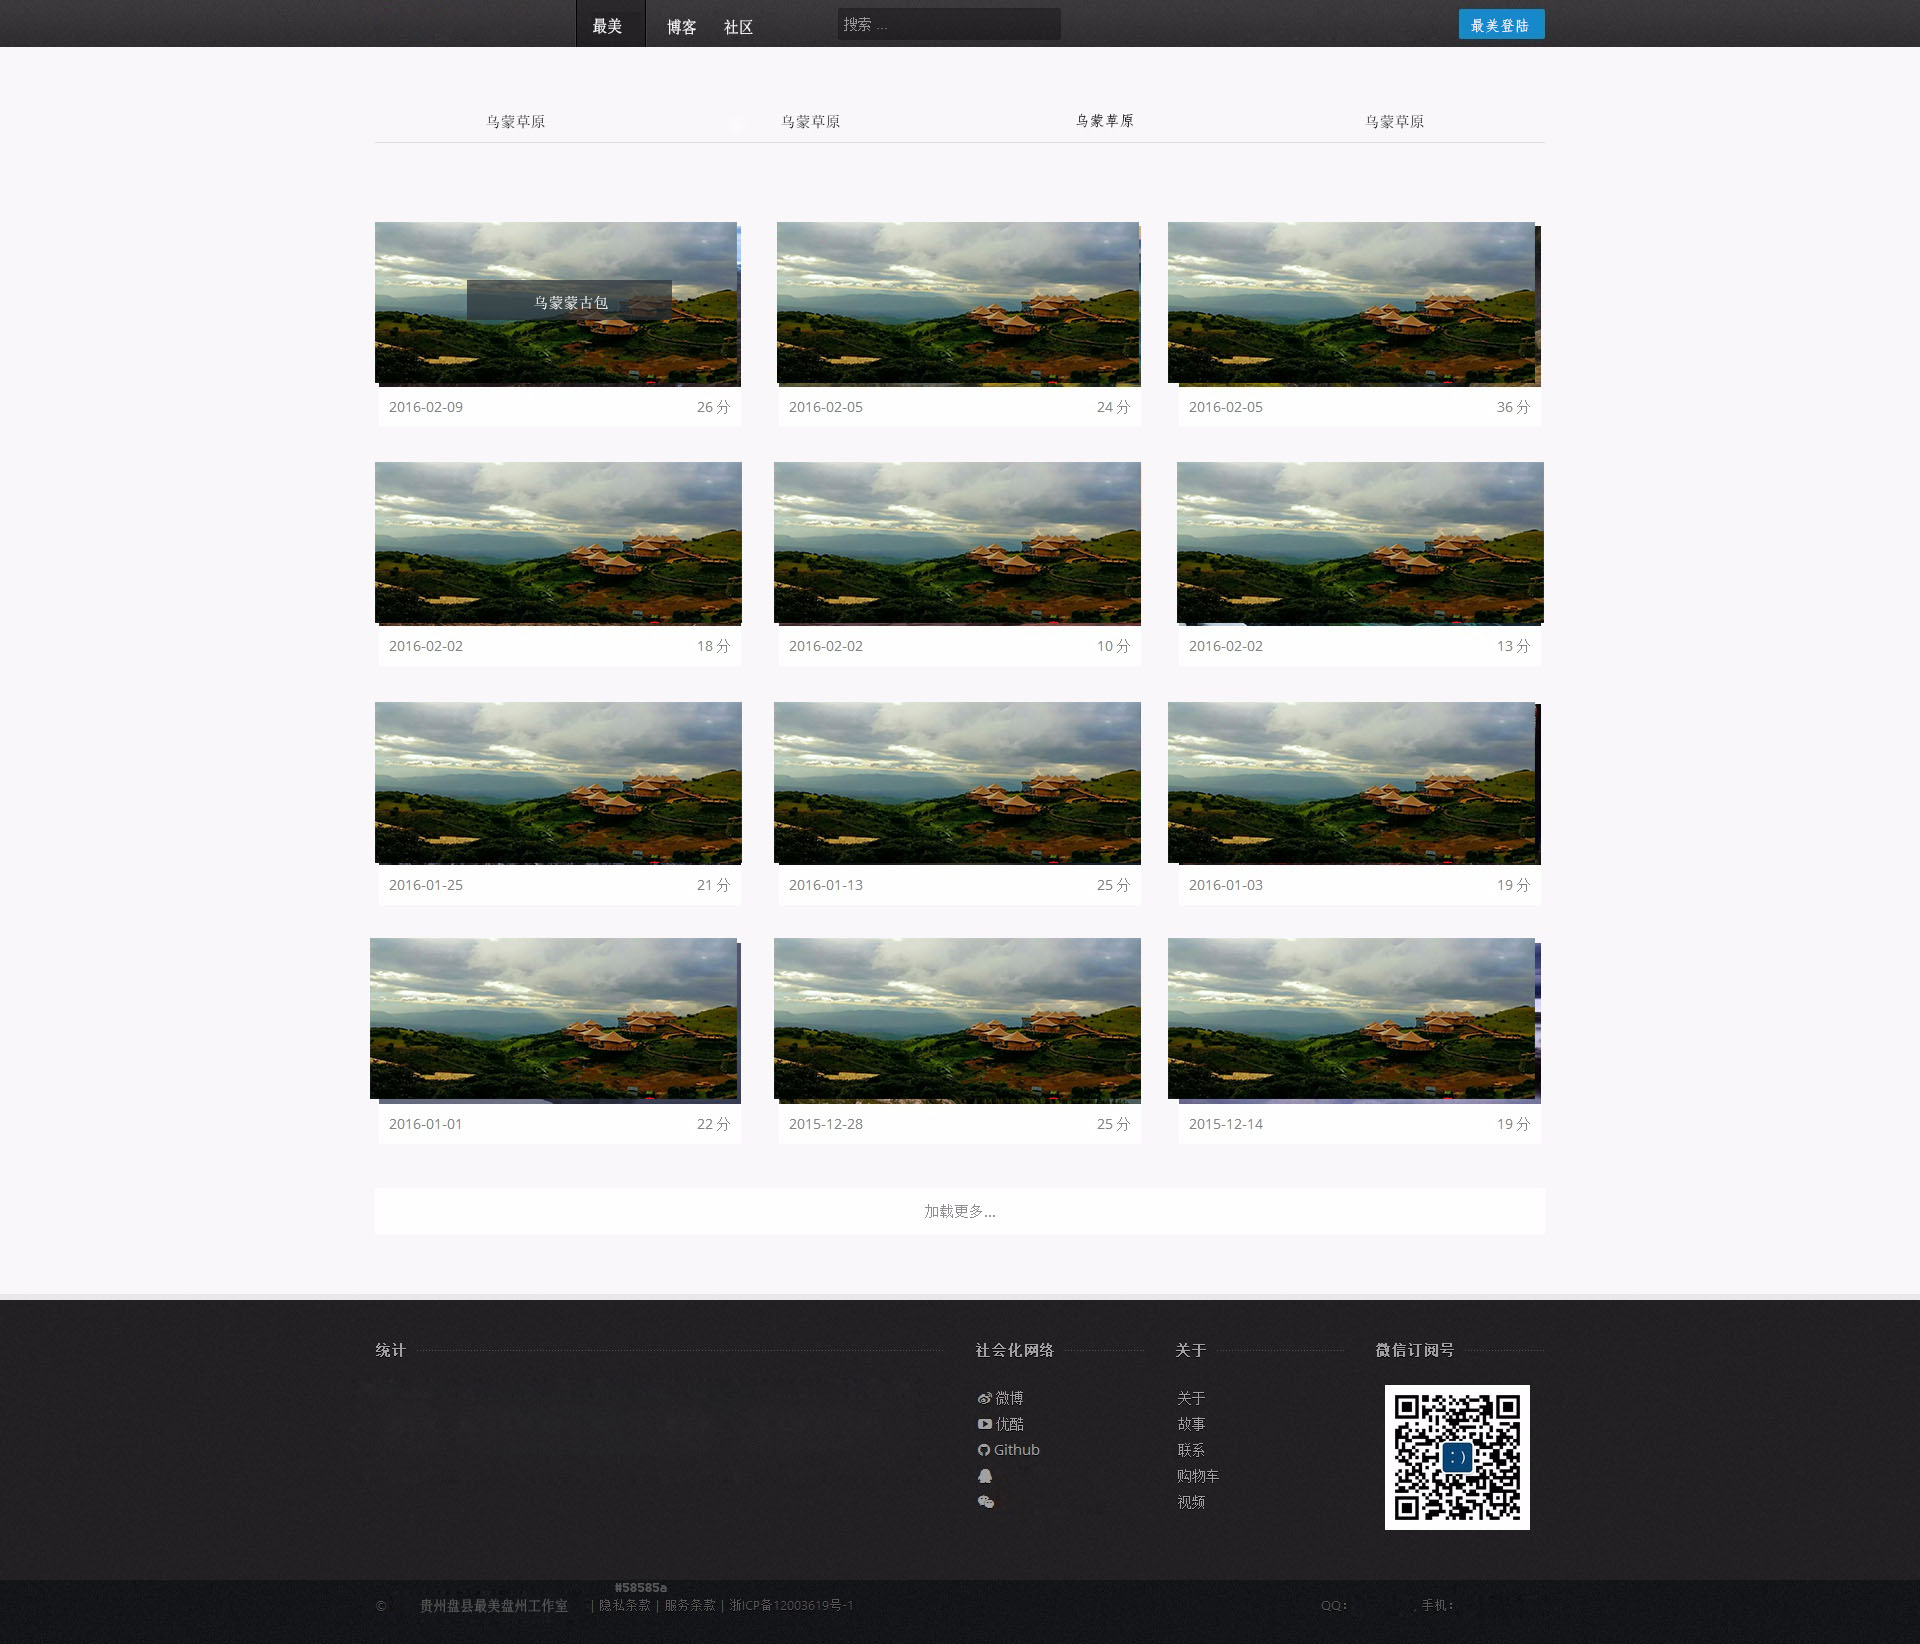 最美 博客 社区 搜索 ... 最美登陆
乌蒙草原 乌蒙草原 乌蒙草原 乌蒙草原
乌蒙蒙古包
2016-02-09 26 分 2016-02-05 24 分 2016-02-05 36 分
2016-02-02 18 分 2016-02-02 10 分 2016-02-02 13 分
2016-01-25 21 分 2016-01-13 25 分 2016-01-03 19 分
2016-01-01 22 分 2015-12-28 25 分 2015-12-14 19 分
加载更多...
统计 社会化网络 关于 微信订阅号
微博 关于
优酷 故事
Github 联系
购物车
视频
:)
#58585a
© 贵州盘县最美盘州工作室 | 隐私条款 | 服务条款 | 浙ICP备12003619号-1 QQ： , 手机：